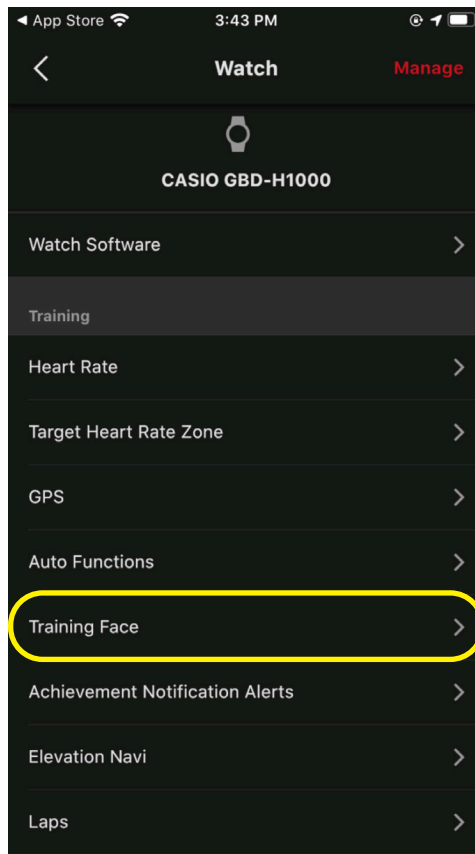 App Store 3:43 PM
Watch Manage
CASIO GBD-H1000
Watch Software
Training
Heart Rate
Target Heart Rate Zone
GPS
Auto Functions
Training Face
Achievement Notification Alerts
Elevation Navi
Laps